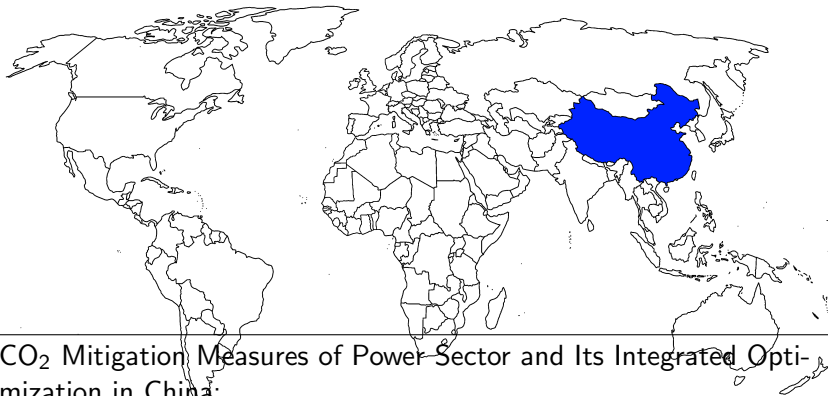 CO₂ Mitigation Measures of Power Sector and Its Integrated Opti-
mization in China: